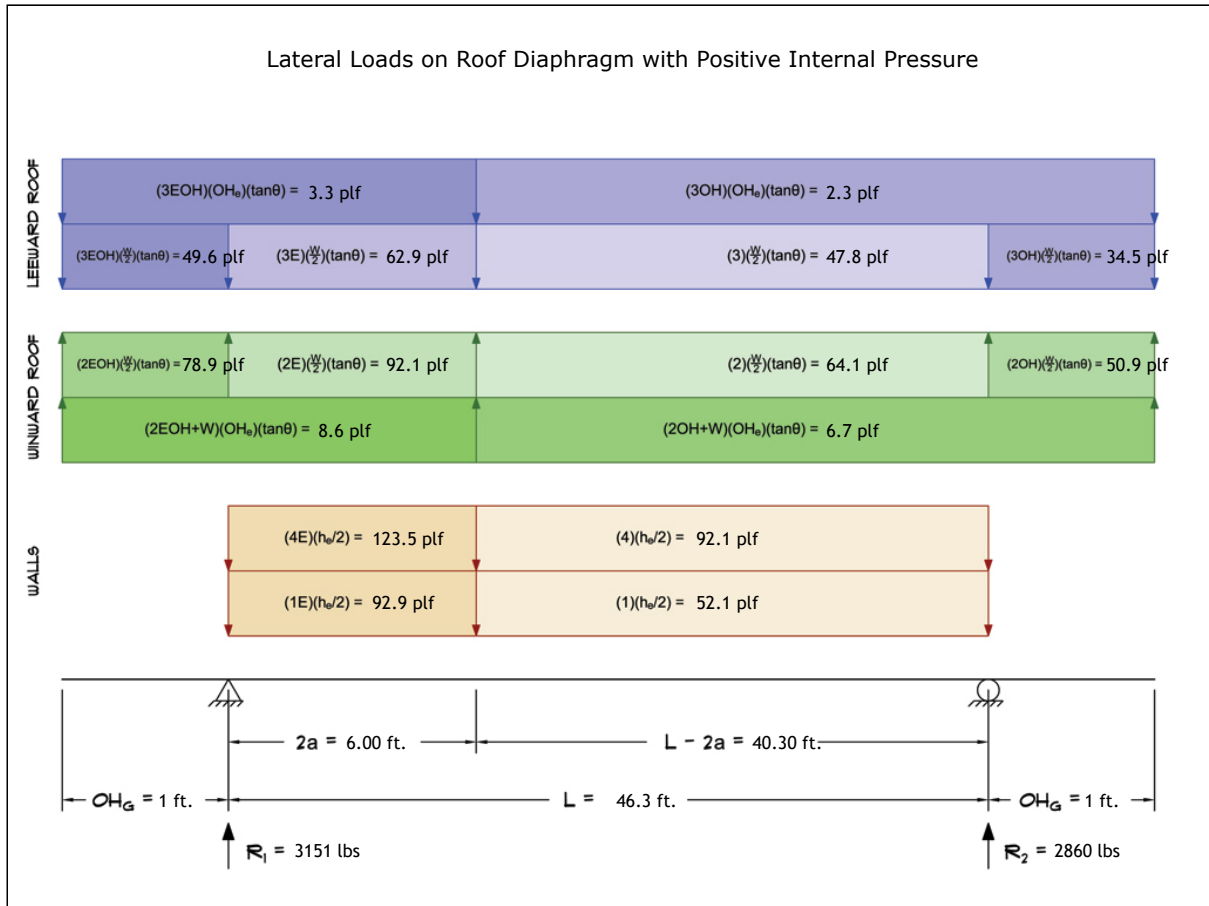 Lateral Loads on Roof Diaphragm with Positive Internal Pressure
LEEWARD ROOF
(3EOH)(OHₑ)(tanθ) = 3.3 plf
(3OH)(OHₑ)(tanθ) = 2.3 plf
(3EOH)(W/2)(tanθ) = 49.6 plf
(3E)(W/2)(tanθ) = 62.9 plf
(3)(W/2)(tanθ) = 47.8 plf
(3OH)(W/2)(tanθ) = 34.5 plf
WINWARD ROOF
(2EOH)(W/2)(tanθ) = 78.9 plf
(2E)(W/2)(tanθ) = 92.1 plf
(2)(W/2)(tanθ) = 64.1 plf
(2OH)(W/2)(tanθ) = 50.9 plf
(2EOH+W)(OHₑ)(tanθ) = 8.6 plf
(2OH+W)(OHₑ)(tanθ) = 6.7 plf
WALLS
(4E)(hₑ/2) = 123.5 plf
(4)(hₑ/2) = 92.1 plf
(1E)(hₑ/2) = 92.9 plf
(1)(hₑ/2) = 52.1 plf
2a = 6.00 ft.
L - 2a = 40.30 ft.
OH_G = 1 ft.
L = 46.3 ft.
OH_G = 1 ft.
R₁ = 3151 lbs
R₂ = 2860 lbs